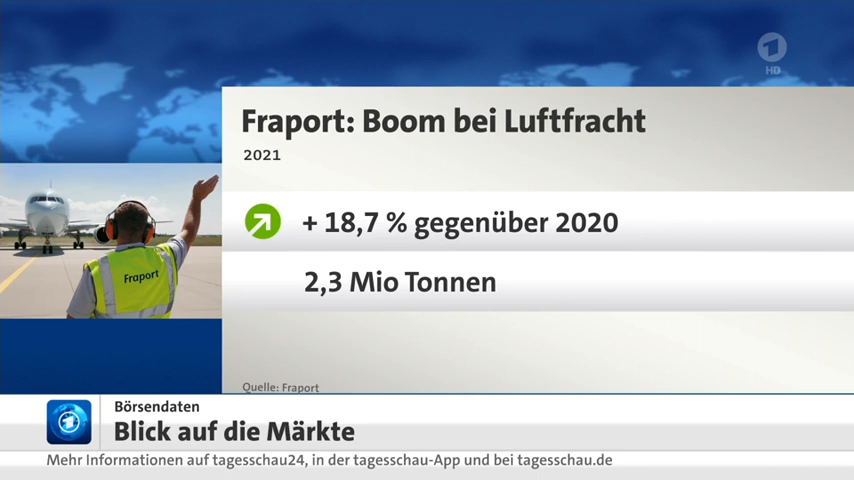 HD
Fraport: Boom bei Luftfracht
2021
+ 18,7 % gegenüber 2020
Fraport
2,3 Mio Tonnen
Quelle: Fraport
Börsendaten
Blick auf die Märkte
Mehr Informationen auf tagesschau24, in der tagesschau-App und bei tagesschau.de